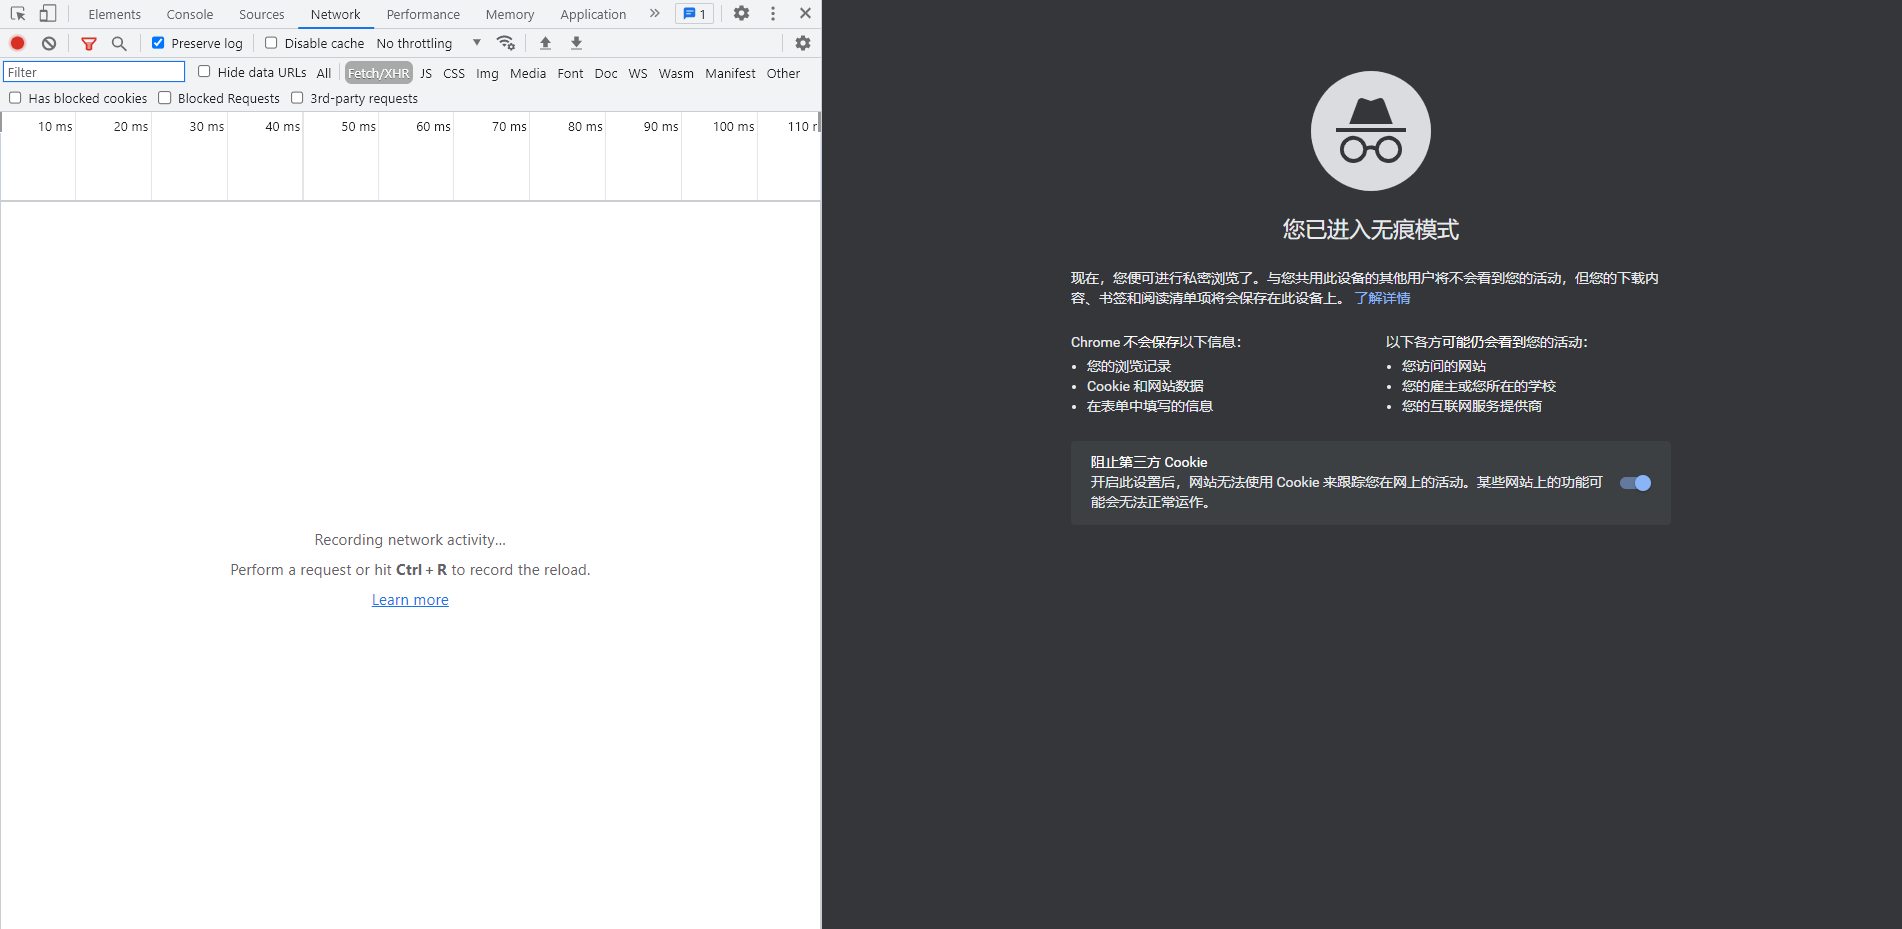 Elements Console Sources Network Performance Memory Application » 1
Preserve log Disable cache No throttling
Filter Hide data URLs All Fetch/XHR JS CSS Img Media Font Doc WS Wasm Manifest Other
Has blocked cookies Blocked Requests 3rd-party requests
10 ms 20 ms 30 ms 40 ms 50 ms 60 ms 70 ms 80 ms 90 ms 100 ms 110 r
Recording network activity...
Perform a request or hit Ctrl + R to record the reload.
Learn more
您已进入无痕模式
现在，您便可进行私密浏览了。与您共用此设备的其他用户将不会看到您的活动，但您的下载内
容、书签和阅读清单项将会保存在此设备上。 了解详情
Chrome 不会保存以下信息：
• 您的浏览记录
• Cookie 和网站数据
• 在表单中填写的信息
以下各方可能仍会看到您的活动：
• 您访问的网站
• 您的雇主或您所在的学校
• 您的互联网服务提供商
阻止第三方 Cookie
开启此设置后，网站无法使用 Cookie 来跟踪您在网上的活动。某些网站上的功能可
能会无法正常运作。